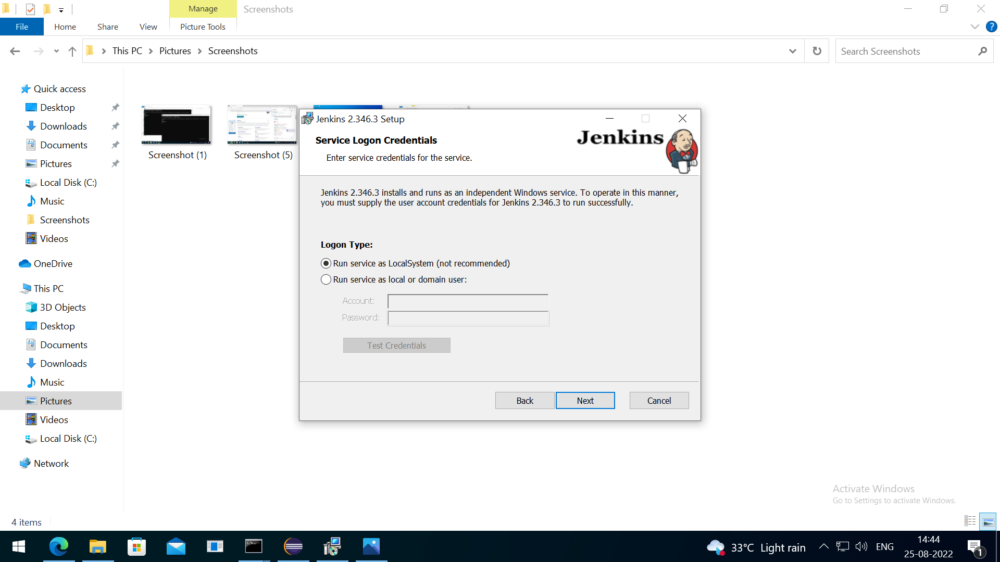 Manage
Screenshots
File
Home
Share
View
Picture Tools
?
This PC
Pictures
Screenshots
Search Screenshots
Quick access
Desktop
Downloads
Documents
Pictures
Local Disk (C:)
Music
Screenshots
Videos
OneDrive
This PC
3D Objects
Desktop
Documents
Downloads
Music
Pictures
Videos
Local Disk (C:)
Network
Screenshot (1)
Screenshot (5)
Jenkins 2.346.3 Setup
Service Logon Credentials
Jenkins
Enter service credentials for the service.
Jenkins 2.346.3 installs and runs as an independent Windows service. To operate in this manner,
you must supply the user account credentials for Jenkins 2.346.3 to run successfully.
Logon Type:
Run service as LocalSystem (not recommended)
Run service as local or domain user:
Account:
Password:
Test Credentials
Back
Next
Cancel
Activate Windows
Go to Settings to activate Windows.
4 items
33°C Light rain
ENG
14:44
25-08-2022
1